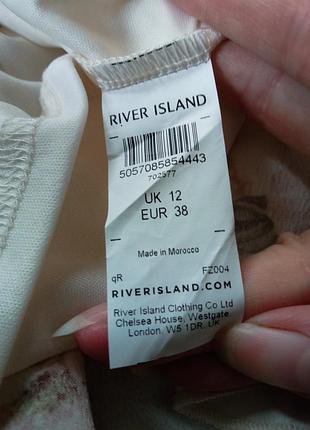 RIVER ISLAND
5057085854443
702577
UK 12
EUR 38
Made in Morocco
qR FZ004
RIVERISLAND.COM
River Island Clothing Co Ltd
Chelsea House, Westgate
London, W5 1DR. UK